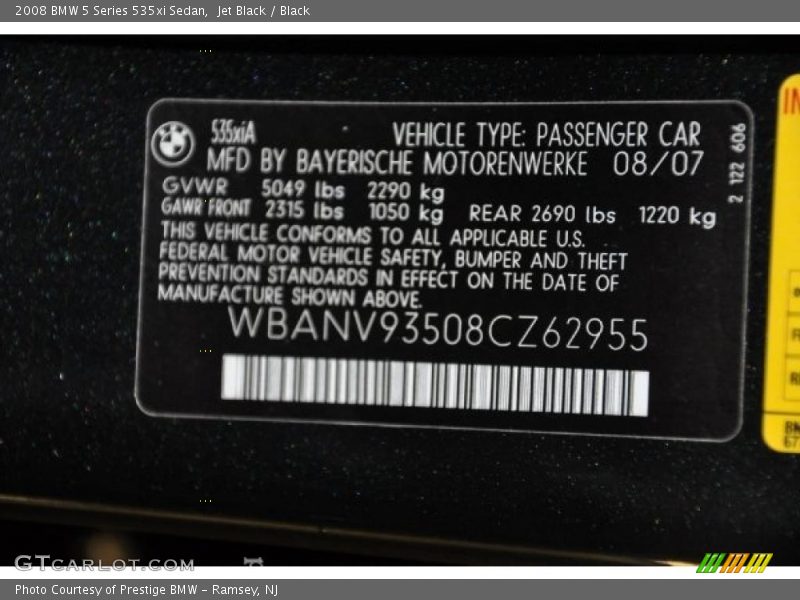 2008 BMW 5 Series 535xi Sedan, Jet Black / Black
535xiA VEHICLE TYPE: PASSENGER CAR
MFD BY BAYERISCHE MOTORENWERKE 08/07
GVWR 5049 lbs 2290 kg
GAWR FRONT 2315 lbs 1050 kg REAR 2690 lbs 1220 kg
THIS VEHICLE CONFORMS TO ALL APPLICABLE U.S.
FEDERAL MOTOR VEHICLE SAFETY, BUMPER AND THEFT
PREVENTION STANDARDS IN EFFECT ON THE DATE OF
MANUFACTURE SHOWN ABOVE.
WBANV93508CZ62955
2 122 606
GTCARLOT.COM
Photo Courtesy of Prestige BMW - Ramsey, NJ